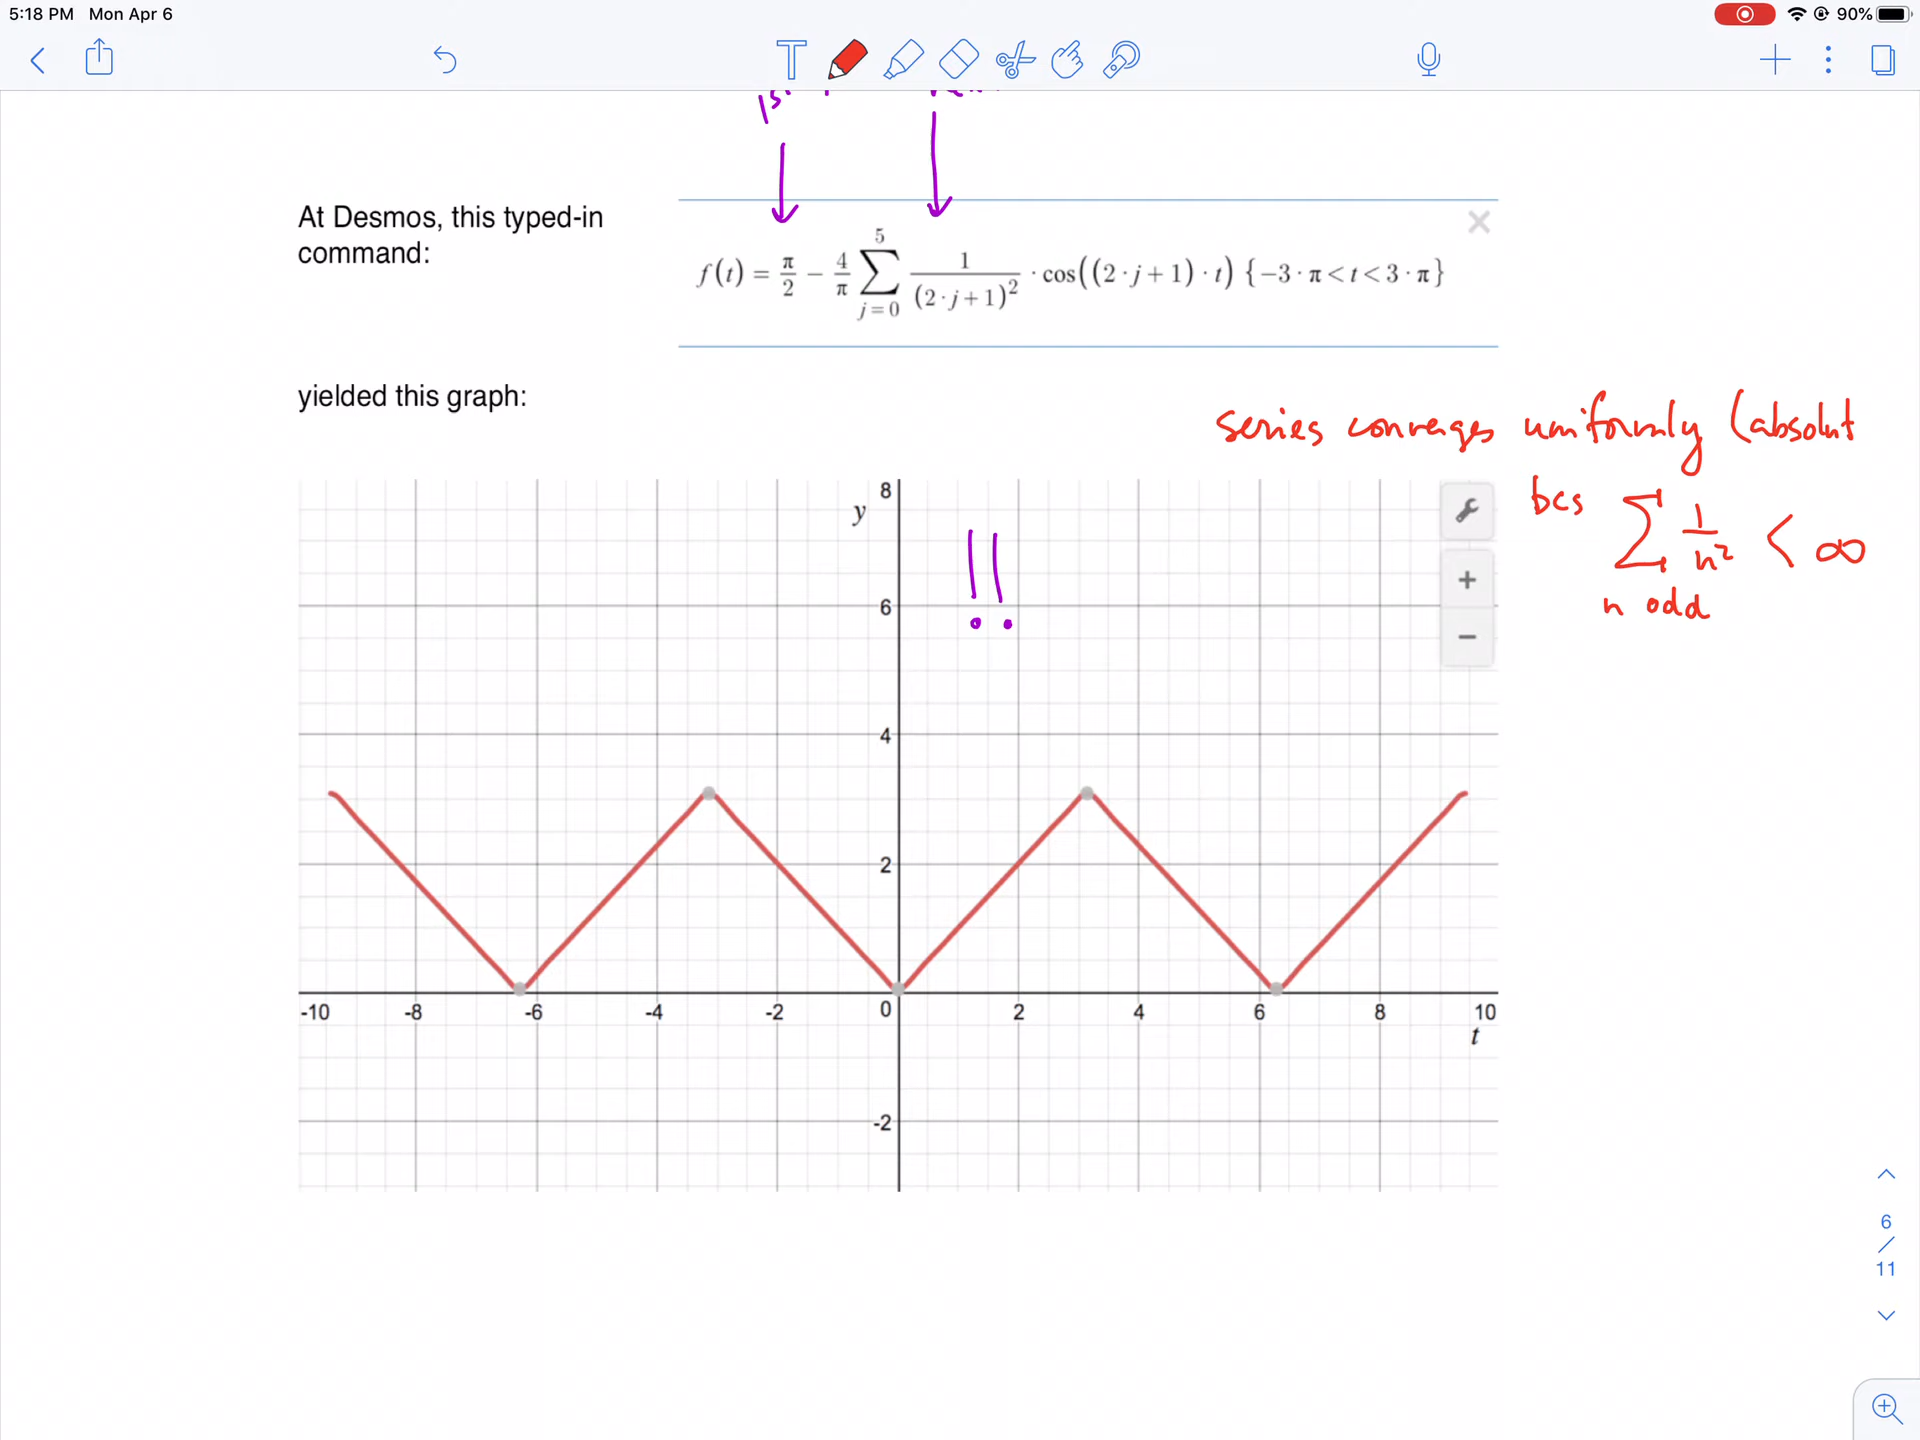 5:18 PM Mon Apr 6
90%
At Desmos, this typed-in
command:
f(t) = π/2 − 4/π ∑_{j=0}^{5} 1/(2·j+1)² · cos((2·j+1)·t) {−3·π<t<3·π}
yielded this graph:
series converges uniformly (absolut
bcs ∑ 1/n² < ∞
n odd
!!
y
8
6
4
2
-10 -8 -6 -4 -2 0 2 4 6 8 10
t
-2
6
/
11